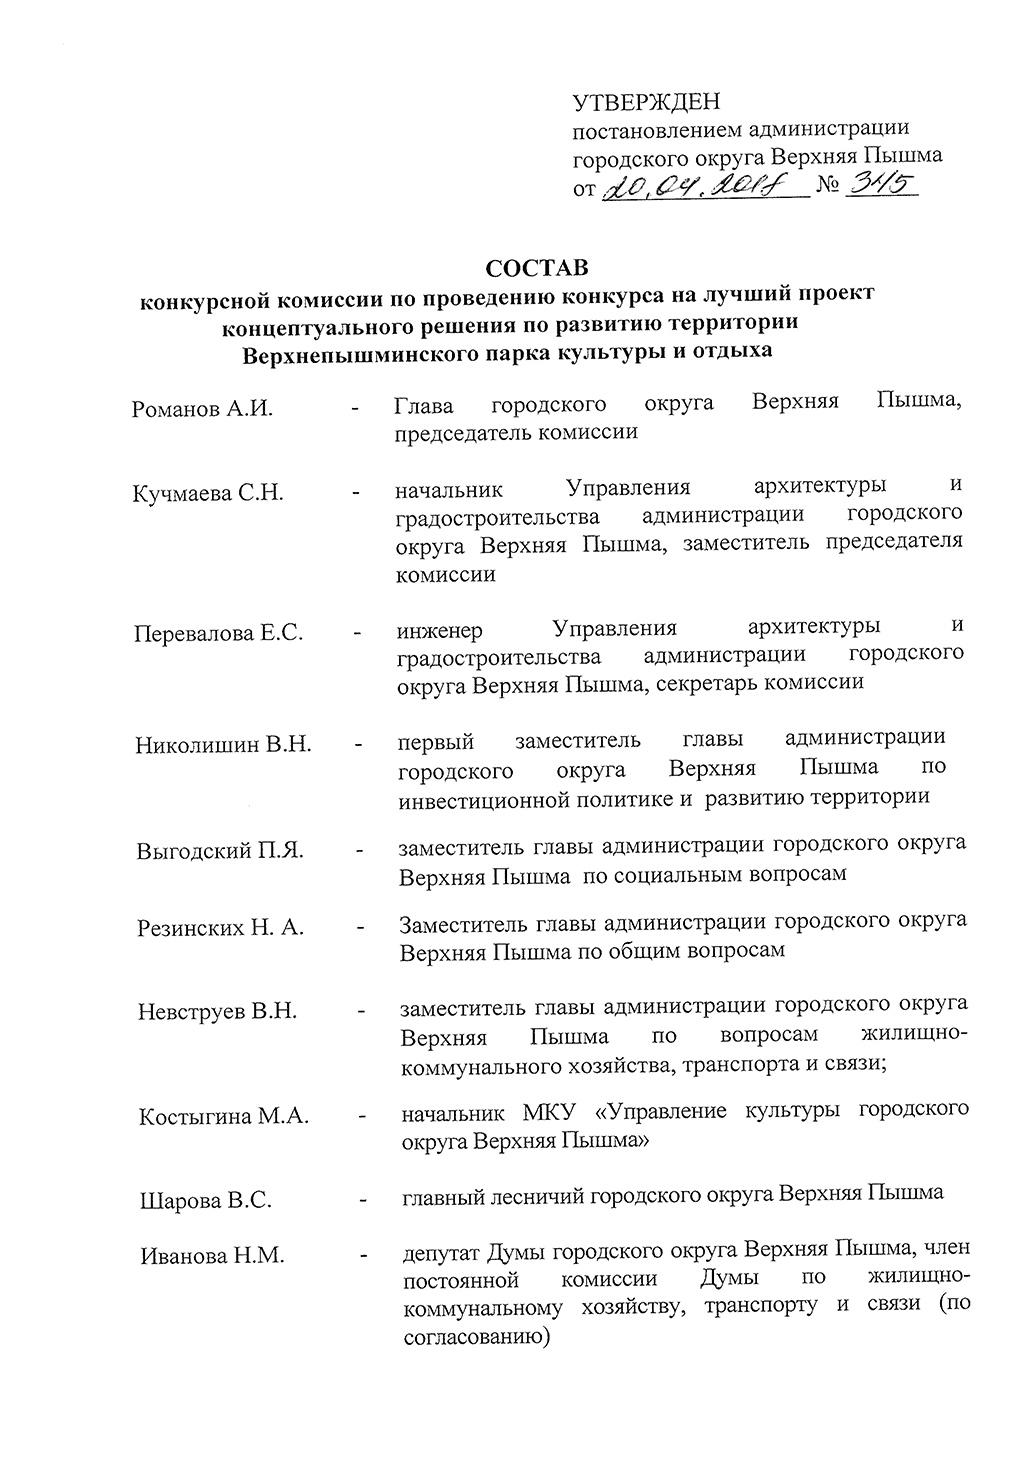 УТВЕРЖДЕН
постановлением администрации
городского округа Верхняя Пышма
от 20.04.2018 № 345
СОСТАВ
конкурсной комиссии по проведению конкурса на лучший проект
концептуального решения по развитию территории
Верхнепышминского парка культуры и отдыха
Романов А.И. - Глава городского округа Верхняя Пышма,
председатель комиссии
Кучмаева С.Н. - начальник Управления архитектуры и
градостроительства администрации городского
округа Верхняя Пышма, заместитель председателя
комиссии
Перевалова Е.С. - инженер Управления архитектуры и
градостроительства администрации городского
округа Верхняя Пышма, секретарь комиссии
Николишин В.Н. - первый заместитель главы администрации
городского округа Верхняя Пышма по
инвестиционной политике и развитию территории
Выгодский П.Я. - заместитель главы администрации городского округа
Верхняя Пышма по социальным вопросам
Резинских Н. А. - Заместитель главы администрации городского округа
Верхняя Пышма по общим вопросам
Невструев В.Н. - заместитель главы администрации городского округа
Верхняя Пышма по вопросам жилищно-
коммунального хозяйства, транспорта и связи;
Костыгина М.А. - начальник МКУ «Управление культуры городского
округа Верхняя Пышма»
Шарова В.С. - главный лесничий городского округа Верхняя Пышма
Иванова Н.М. - депутат Думы городского округа Верхняя Пышма, член
постоянной комиссии Думы по жилищно-
коммунальному хозяйству, транспорту и связи (по
согласованию)